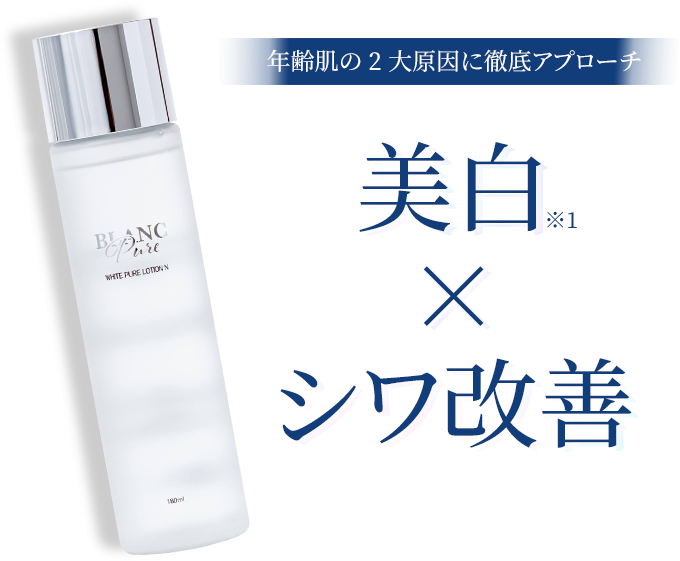 年齢肌の2大原因に徹底アプローチ
美白※1
×
シワ改善
BLANC
Pure
WHITE PURE LOTION N
180ml